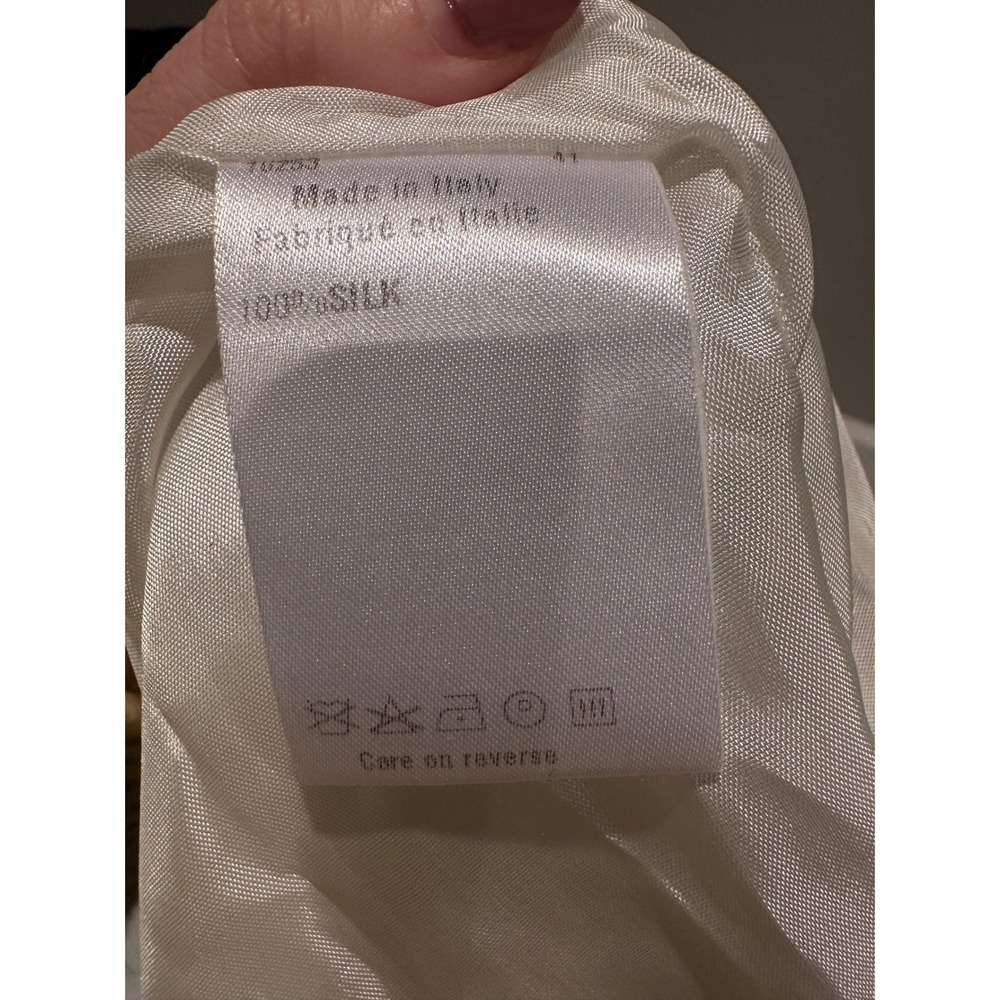 Made in Italy
Fabriqué en Italie
100%SILK
P
Care on reverse